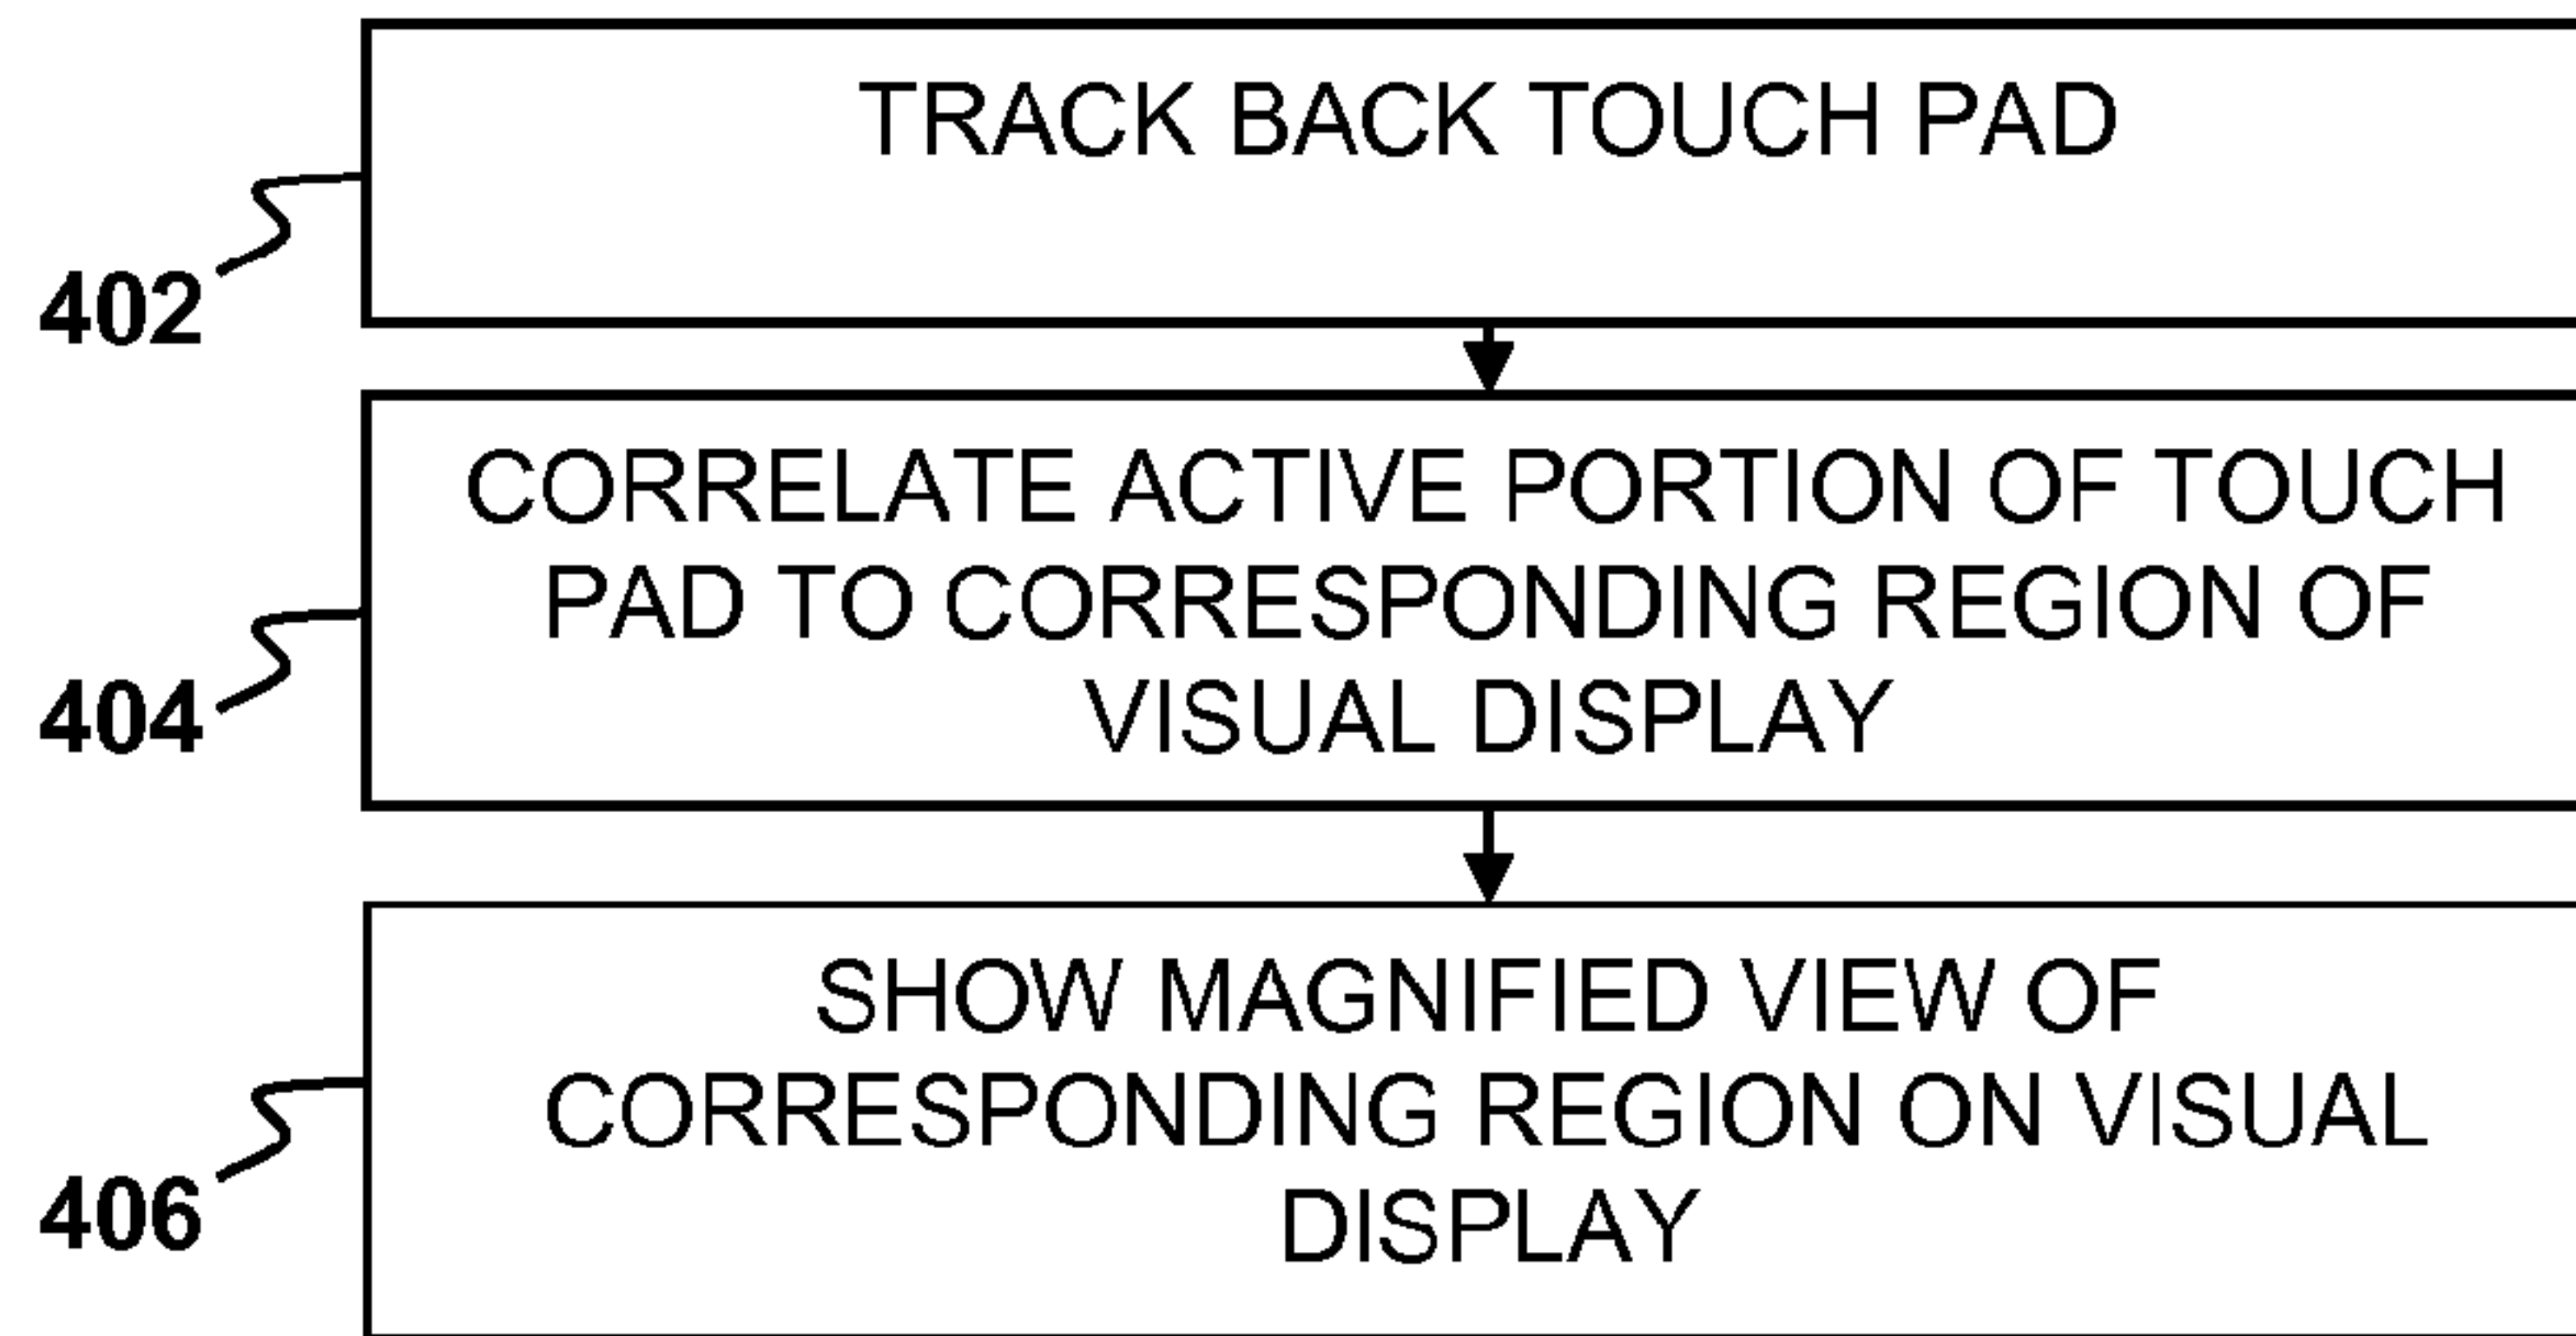 TRACK BACK TOUCH PAD
402
CORRELATE ACTIVE PORTION OF TOUCH
PAD TO CORRESPONDING REGION OF
VISUAL DISPLAY
404
SHOW MAGNIFIED VIEW OF
CORRESPONDING REGION ON VISUAL
DISPLAY
406